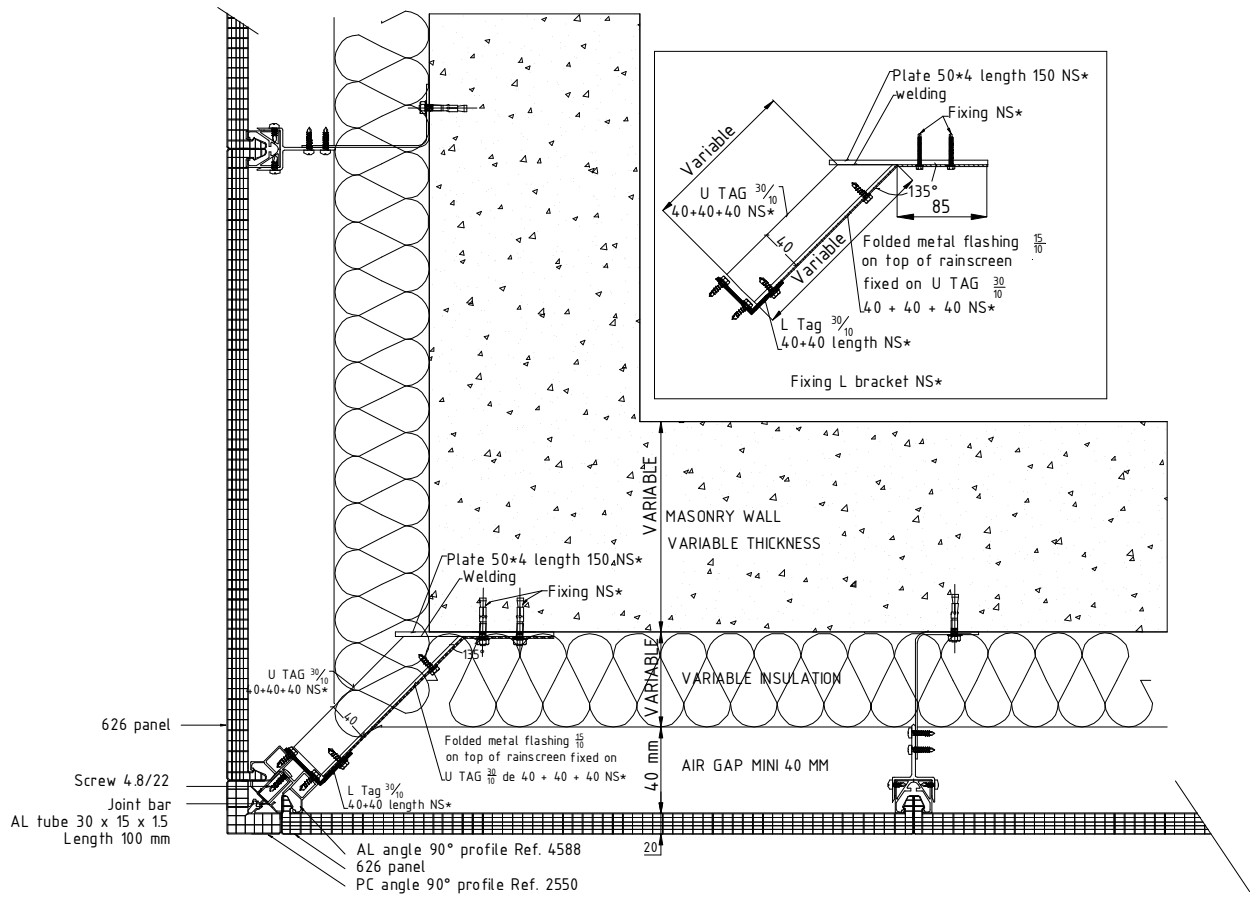 Plate 50*4 length 150 NS*
welding
Fixing NS*
Variable
U TAG 30/10
40+40+40 NS*
135°
85
40
Variable
Folded metal flashing 15/10
on top of rainscreen
fixed on U TAG 30/10
40 + 40 + 40 NS*
L Tag 30/10
40+40 length NS*
Fixing L bracket NS*
VARIABLE
MASONRY WALL
VARIABLE THICKNESS
Plate 50*4 length 150 NS*
Welding
Fixing NS*
135°
U TAG 30/10
40+40+40 NS*
VARIABLE
VARIABLE INSULATION
40
626 panel
Folded metal flashing 15/10
on top of rainscreen fixed on
U TAG 30/10 de 40 + 40 + 40 NS*
40 mm
AIR GAP MINI 40 MM
Screw 4.8/22
L Tag 30/10
40+40 length NS*
Joint bar
AL tube 30 x 15 x 1.5
Length 100 mm
20
AL angle 90° profile Ref. 4588
626 panel
PC angle 90° profile Ref. 2550